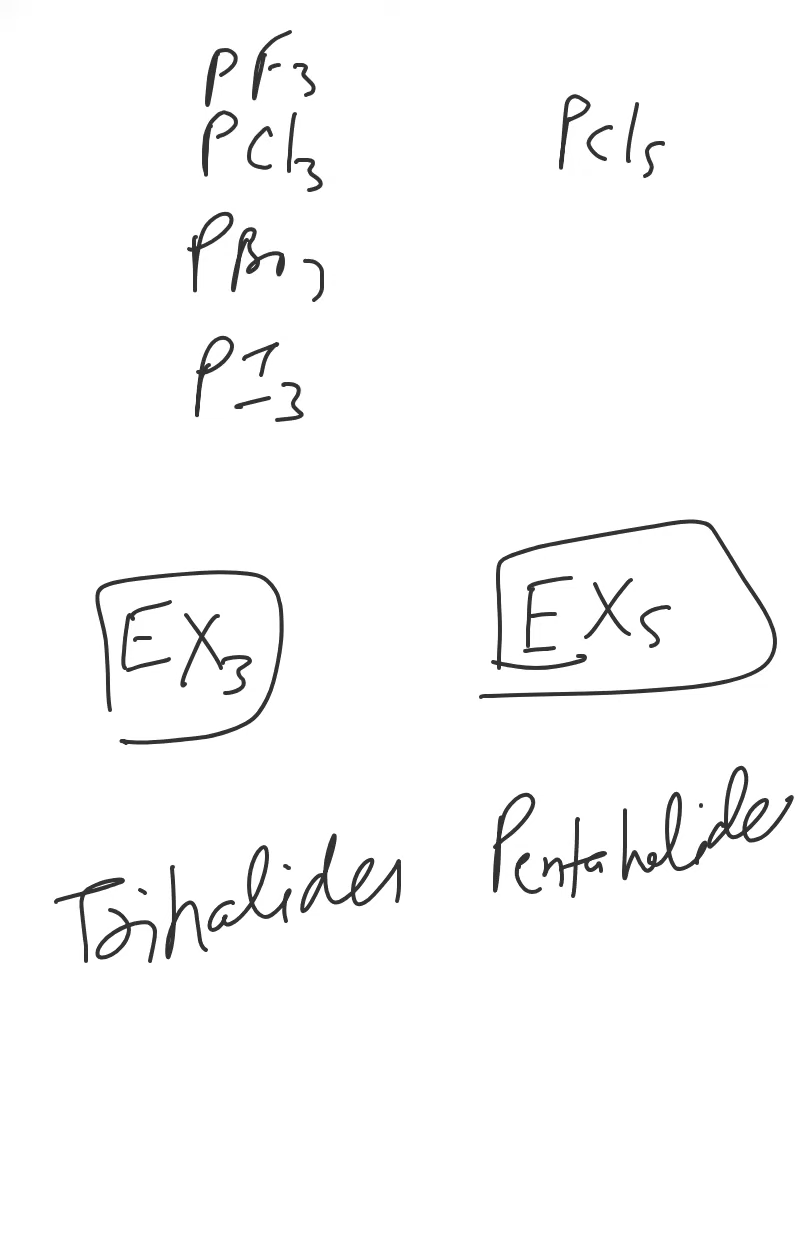 PF3
PCl3
PCl5
PBr3
PI3
EX3
EX5
Trihalides
Pentahalide